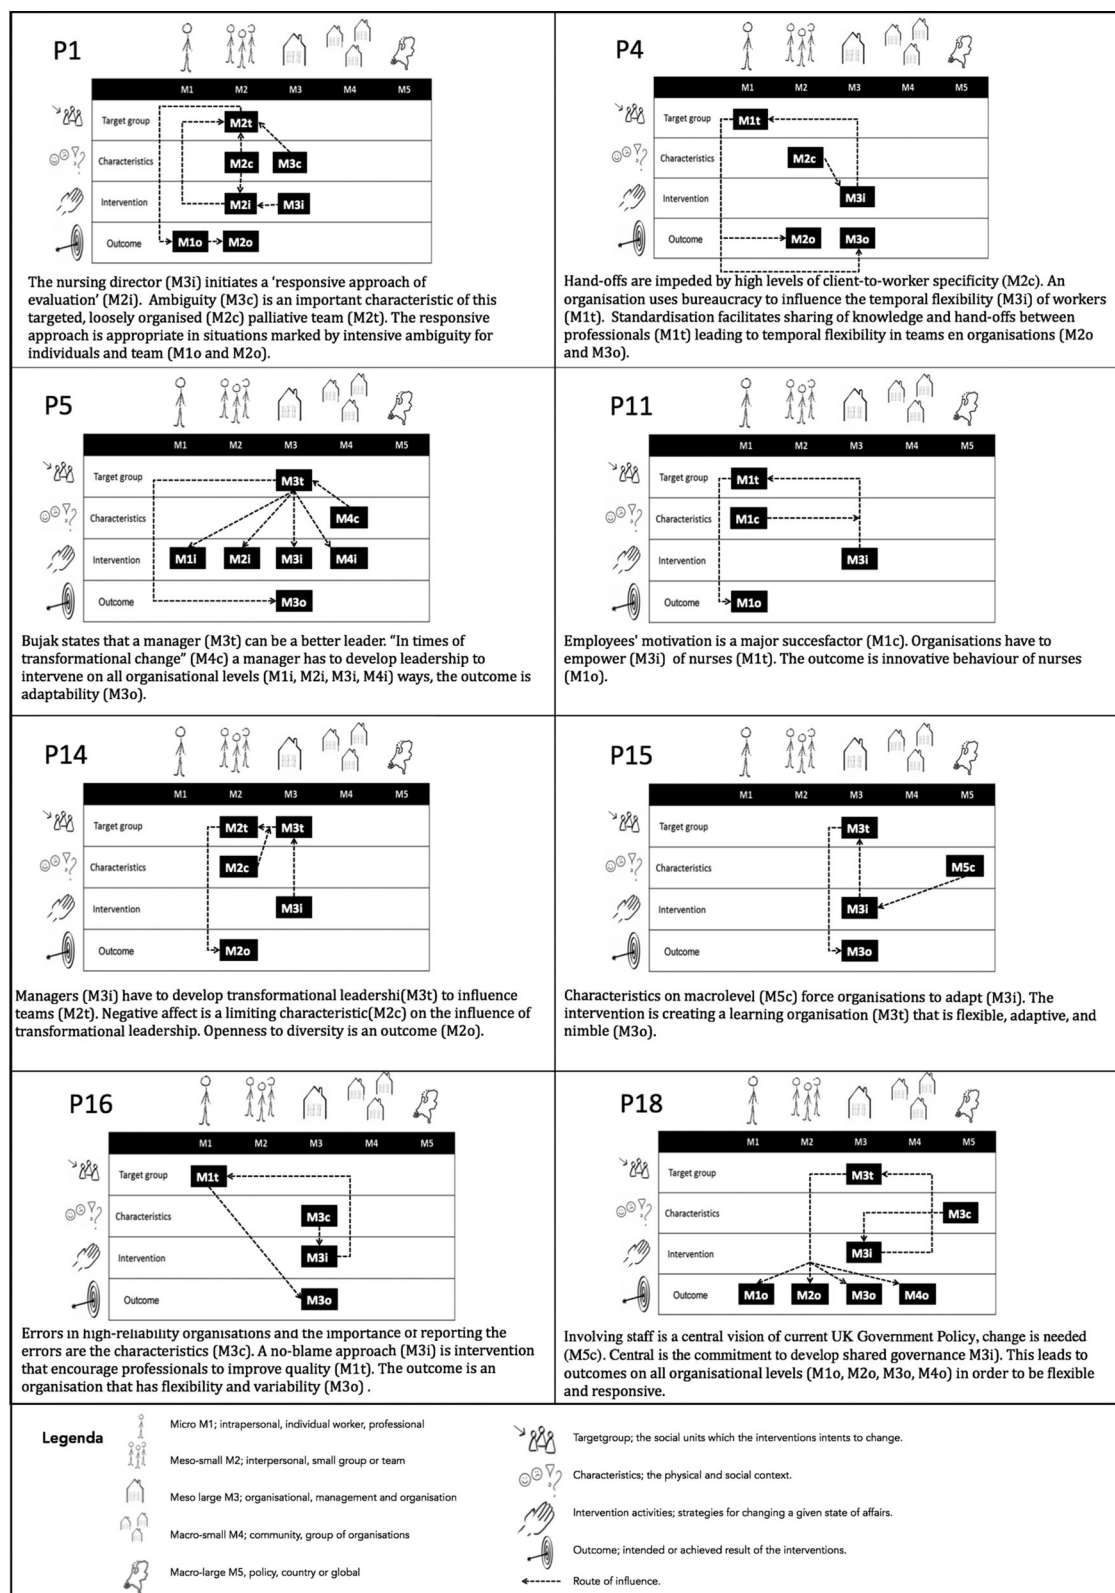 P1
M1 M2 M3 M4 M5
Target group M2t
Characteristics M2c M3c
Intervention M2i M3i
Outcome M1o M2o
The nursing director (M3i) initiates a ‘responsive approach of
evaluation’ (M2i). Ambiguity (M3c) is an important characteristic of this
targeted, loosely organised (M2c) palliative team (M2t). The responsive
approach is appropriate in situations marked by intensive ambiguity for
individuals and team (M1o and M2o).
P4
M1 M2 M3 M4 M5
Target group M1t
Characteristics M2c
Intervention M3i
Outcome M2o M3o
Hand-offs are impeded by high levels of client-to-worker specificity (M2c). An
organisation uses bureaucracy to influence the temporal flexibility (M3i) of workers
(M1t). Standardisation facilitates sharing of knowledge and hand-offs between
professionals (M1t) leading to temporal flexibility in teams en organisations (M2o
and M3o).
P5
M1 M2 M3 M4 M5
Target group M3t
Characteristics M4c
Intervention M1i M2i M3i M4i
Outcome M3o
Bujak states that a manager (M3t) can be a better leader. “In times of
transformational change” (M4c) a manager has to develop leadership to
intervene on all organisational levels (M1i, M2i, M3i, M4i) ways, the outcome is
adaptability (M3o).
P11
M1 M2 M3 M4 M5
Target group M1t
Characteristics M1c
Intervention M3i
Outcome M1o
Employees' motivation is a major succesfactor (M1c). Organisations have to
empower (M3i) of nurses (M1t). The outcome is innovative behaviour of nurses
(M1o).
P14
M1 M2 M3 M4 M5
Target group M2t M3t
Characteristics M2c
Intervention M3i
Outcome M2o
Managers (M3i) have to develop transformational leadershi(M3t) to influence
teams (M2t). Negative affect is a limiting characteristic(M2c) on the influence of
transformational leadership. Openness to diversity is an outcome (M2o).
P15
M1 M2 M3 M4 M5
Target group M3t
Characteristics M5c
Intervention M3i
Outcome M3o
Characteristics on macrolevel (M5c) force organisations to adapt (M3i). The
intervention is creating a learning organisation (M3t) that is flexible, adaptive, and
nimble (M3o).
P16
M1 M2 M3 M4 M5
Target group M1t
Characteristics M3c
Intervention M3i
Outcome M3o
Errors in high-reliability organisations and the importance of reporting the
errors are the characteristics (M3c). A no-blame approach (M3i) is intervention
that encourage professionals to improve quality (M1t). The outcome is an
organisation that has flexibility and variability (M3o) .
P18
M1 M2 M3 M4 M5
Target group M3t
Characteristics M3c
Intervention M3i
Outcome M1o M2o M3o M4o
Involving staff is a central vision of current UK Government Policy, change is needed
(M5c). Central is the commitment to develop shared governance M3i). This leads to
outcomes on all organisational levels (M1o, M2o, M3o, M4o) in order to be flexible
and responsive.
Legenda
Micro M1; intrapersonal, individual worker, professional
Meso-small M2; interpersonal, small group or team
Meso large M3; organisational, management and organisation
Macro-small M4; community, group of organisations
Macro-large M5, policy, country or global
Targetgroup; the social units which the interventions intents to change.
Characteristics; the physical and social context.
Intervention activities; strategies for changing a given state of affairs.
Outcome; intended or achieved result of the interventions.
Route of influence.